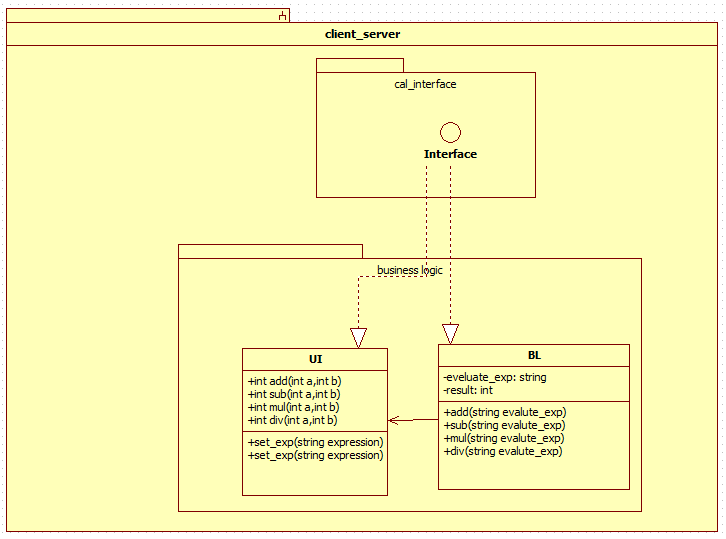 client_server
cal_interface
Interface
business logic
UI
+int add(int a,int b)
+int sub(int a,int b)
+int mul(int a,int b)
+int div(int a,int b)
+set_exp(string expression)
+set_exp(string expression)
BL
-eveluate_exp: string
-result: int
+add(string evalute_exp)
+sub(string evalute_exp)
+mul(string evalute_exp)
+div(string evalute_exp)